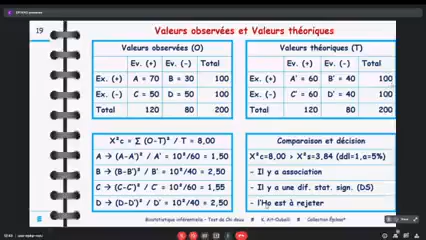 19
Valeurs observées et Valeurs théoriques
Valeurs observées (O)
Ev. (+) Ev. (-) Total
Ex. (+) A = 70 B = 30 100
Ex. (-) C = 50 D = 50 100
Total 120 80 200
Valeurs théoriques (T)
Ev. (+) Ev. (-) Total
Ex. (+) A' = 60 B' = 40 100
Ex. (-) C' = 60 D' = 40 100
Total 120 80 200
X²c = ∑ (O-T)² / T = 8,00
A → (A-A')² / A' = 10²/60 = 1,50
B → (B-B')² / B' = 10²/40 = 2,50
C → (C-C')² / C' = 10²/60 = 1,55
D → (D-D')² / D' = 10²/40 = 2,50
Comparaison et décision
X²c=8,00 > X²s=3,84 (ddl=1,α=5%)
- Il y a association
- Il y a une dif. stat. sign. (DS)
- l'Ho est à rejeter
Biostatistique inférentielle - Test de Chi deux
K. Ait-Ouballi
Collection Episos®